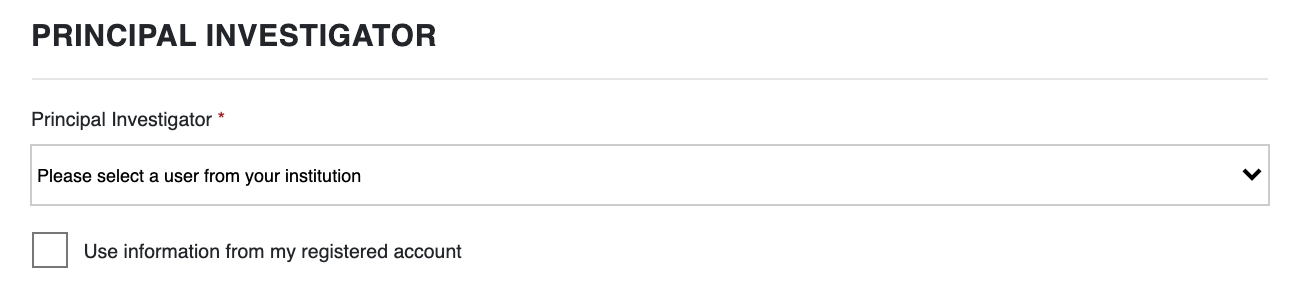 PRINCIPAL INVESTIGATOR
Principal Investigator *
Please select a user from your institution
Use information from my registered account